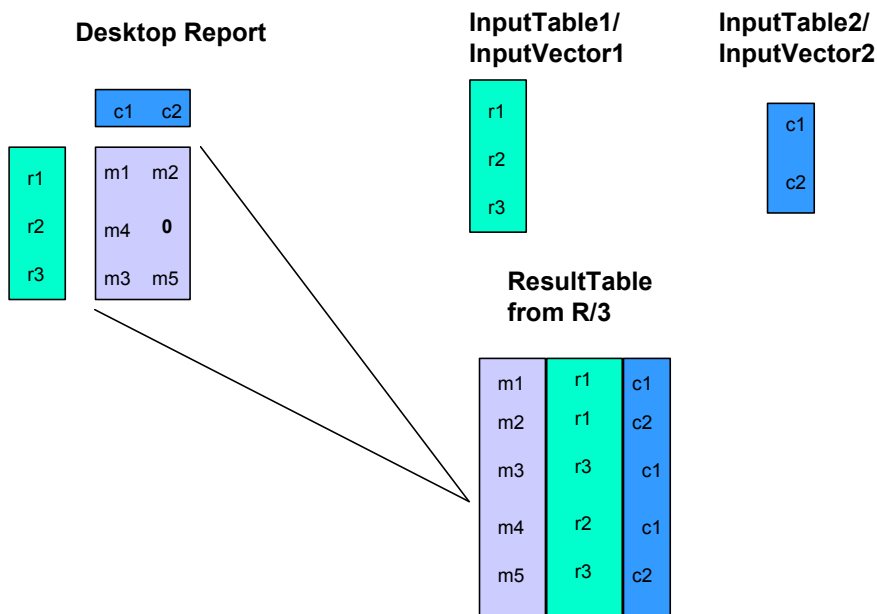 Desktop Report
c1 c2
r1
r2
r3
m1 m2
m4 0
m3 m5
InputTable1/
InputVector1
r1
r2
r3
InputTable2/
InputVector2
c1
c2
ResultTable
from R/3
m1 r1 c1
m2 r1 c2
m3 r3 c1
m4 r2 c1
m5 r3 c2